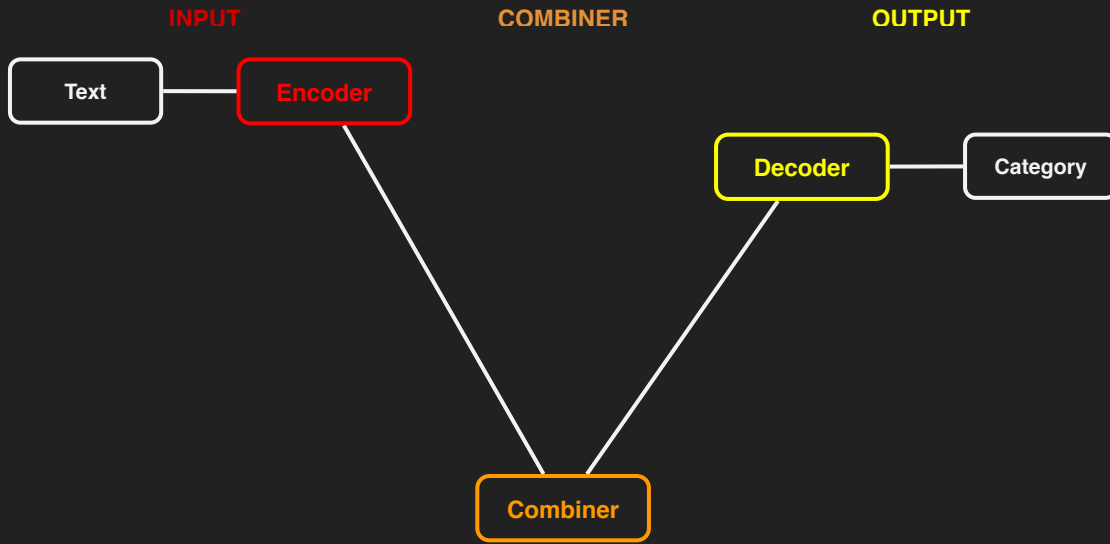 INPUT
COMBINER
OUTPUT
Text
Encoder
Decoder
Category
Combiner